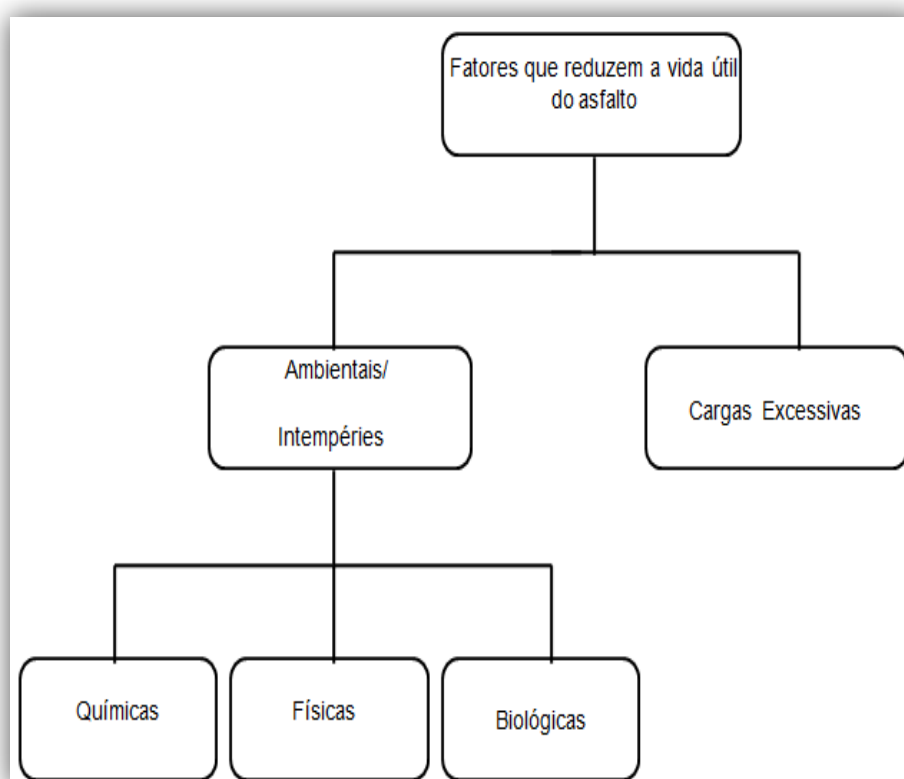 Fatores que reduzem a vida útil
do asfalto
Ambientais/
Intempéries
Cargas Excessivas
Químicas
Físicas
Biológicas